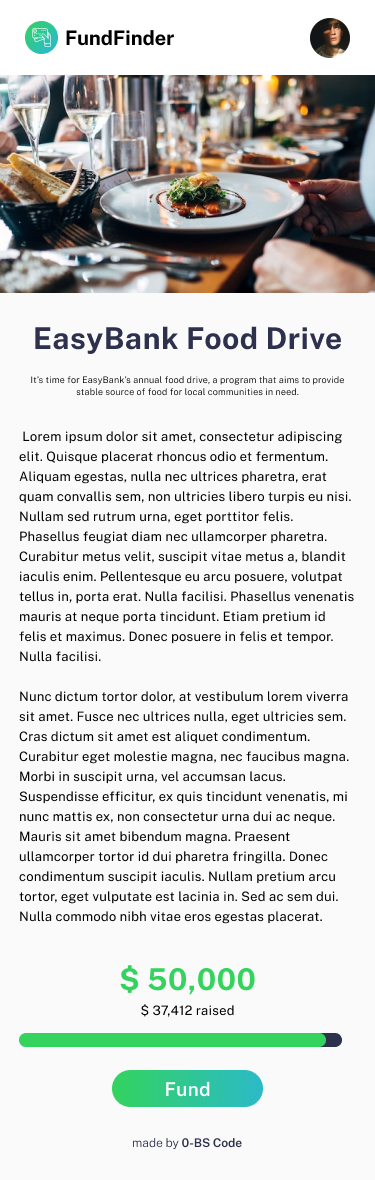 FundFinder
EasyBank Food Drive
It's time for EasyBank's annual food drive, a program that aims to provide
stable source of food for local communities in need.
Lorem ipsum dolor sit amet, consectetur adipiscing
elit. Quisque placerat rhoncus odio et fermentum.
Aliquam egestas, nulla nec ultrices pharetra, erat
quam convallis sem, non ultricies libero turpis eu nisi.
Nullam sed rutrum urna, eget porttitor felis.
Phasellus feugiat diam nec ullamcorper pharetra.
Curabitur metus velit, suscipit vitae metus a, blandit
iaculis enim. Pellentesque eu arcu posuere, volutpat
tellus in, porta erat. Nulla facilisi. Phasellus venenatis
mauris at neque porta tincidunt. Etiam pretium id
felis et maximus. Donec posuere in felis et tempor.
Nulla facilisi.
Nunc dictum tortor dolor, at vestibulum lorem viverra
sit amet. Fusce nec ultrices nulla, eget ultricies sem.
Cras dictum sit amet est aliquet condimentum.
Curabitur eget molestie magna, nec faucibus magna.
Morbi in suscipit urna, vel accumsan lacus.
Suspendisse efficitur, ex quis tincidunt venenatis, mi
nunc mattis ex, non consectetur urna dui ac neque.
Mauris sit amet bibendum magna. Praesent
ullamcorper tortor id dui pharetra fringilla. Donec
condimentum suscipit iaculis. Nullam pretium arcu
tortor, eget vulputate est lacinia in. Sed ac sem dui.
Nulla commodo nibh vitae eros egestas placerat.
$ 50,000
$ 37,412 raised
Fund
made by 0-BS Code